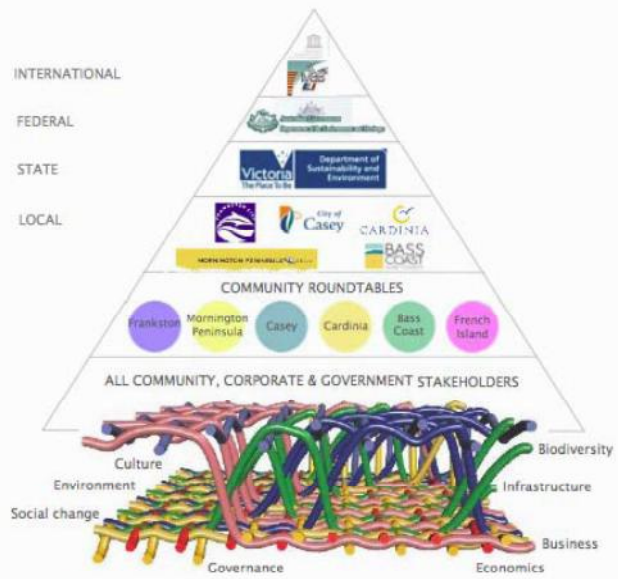 INTERNATIONAL
FEDERAL
STATE
Victoria
The Place To Be
Department of
Sustainability and
Environment
LOCAL
City of
Casey
CARDINIA
MORNINGTON PENINSULA
BASS
COAST
COMMUNITY ROUNDTABLES
Frankston
Mornington
Peninsula
Casey
Cardinia
Bass
Coast
French
Island
ALL COMMUNITY, CORPORATE & GOVERNMENT STAKEHOLDERS
Culture
Biodiversity
Environment
Infrastructure
Social change
Business
Governance
Economics